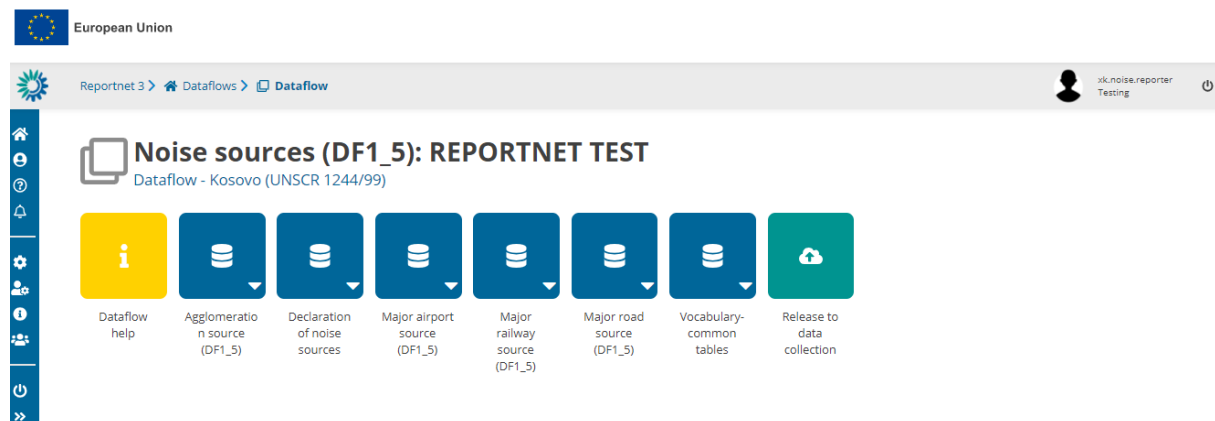 European Union
Reportnet 3 > Dataflows > Dataflow
xk.noise.reporter
Testing
Noise sources (DF1_5): REPORTNET TEST
Dataflow - Kosovo (UNSCR 1244/99)
Dataflow
help
Agglomeratio
n source
(DF1_5)
Declaration
of noise
sources
Major airport
source
(DF1_5)
Major
railway
source
(DF1_5)
Major road
source
(DF1_5)
Vocabulary-
common
tables
Release to
data
collection